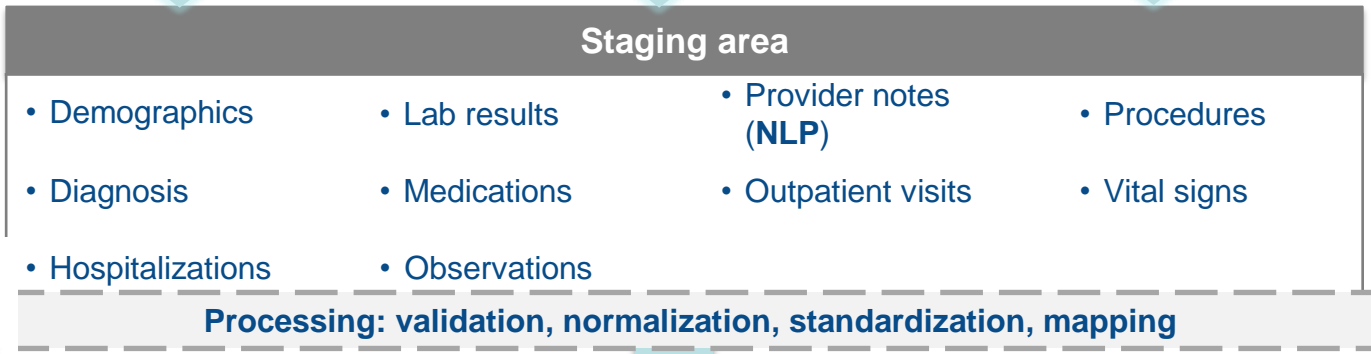 Staging area
• Demographics
• Lab results
• Provider notes
(NLP)
• Procedures
• Diagnosis
• Medications
• Outpatient visits
• Vital signs
• Hospitalizations
• Observations
Processing: validation, normalization, standardization, mapping